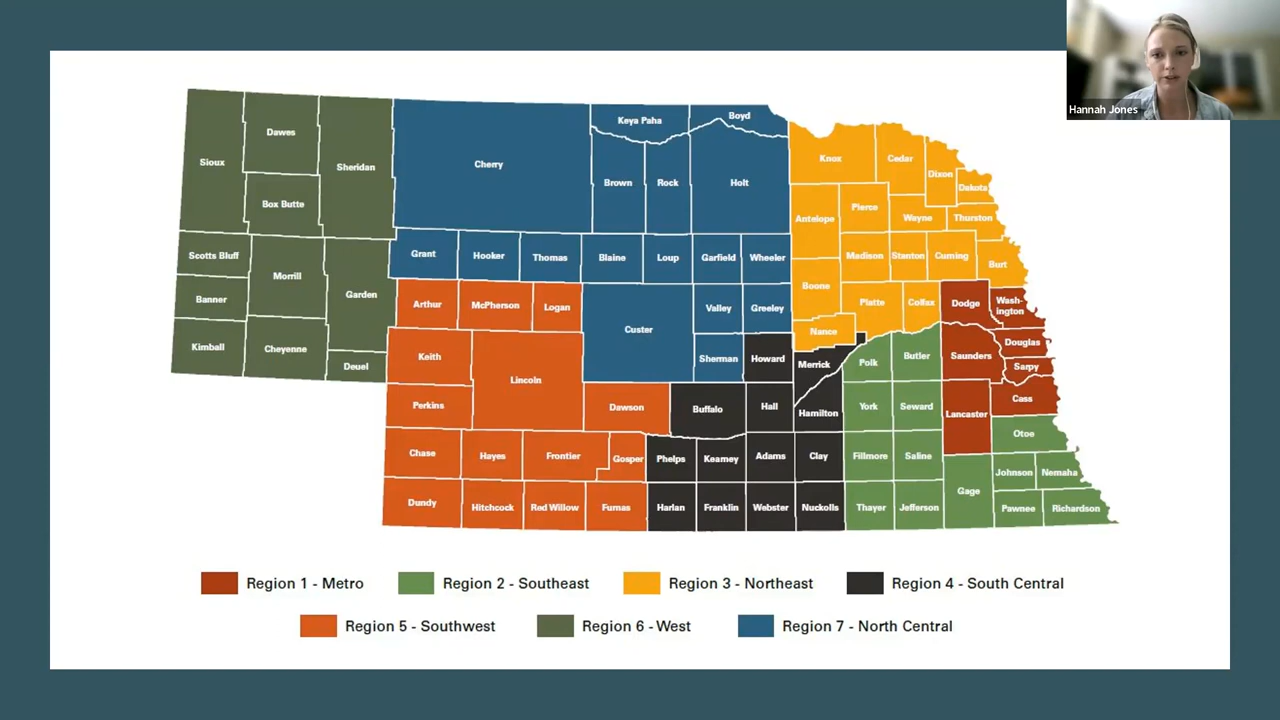 Hannah Jones
Boyd
Keya Paha
Dawes
Knox
Cedar
Sioux
Sheridan
Cherry
Brown
Rock
Holt
Dixon
Dekota
Box Butte
Antelope
Pierce
Wayne
Thurston
Scotts Bluff
Grant
Hooker
Thomas
Blaine
Loup
Garfield
Wheeler
Madison
Stanton
Cuming
Burt
Morrill
Garden
Boone
Banner
Arthur
McPherson
Logan
Valley
Greeley
Platte
Colfax
Dodge
Wash-
ington
Custer
Nance
Kimball
Cheyenne
Deuel
Keith
Lincoln
Sherman
Howard
Merrick
Polk
Butler
Saunders
Douglas
Sarpy
Perkins
Dawson
Buffalo
Hall
Hamilton
York
Seward
Lancaster
Cass
Otoe
Chase
Hayes
Frontier
Gosper
Phelps
Kearney
Adams
Clay
Fillmore
Saline
Gage
Johnson
Nemaha
Dundy
Hitchcock
Red Willow
Furnas
Harlan
Franklin
Webster
Nuckolls
Thayer
Jefferson
Pawnee
Richardson
Region 1 - Metro
Region 2 - Southeast
Region 3 - Northeast
Region 4 - South Central
Region 5 - Southwest
Region 6 - West
Region 7 - North Central